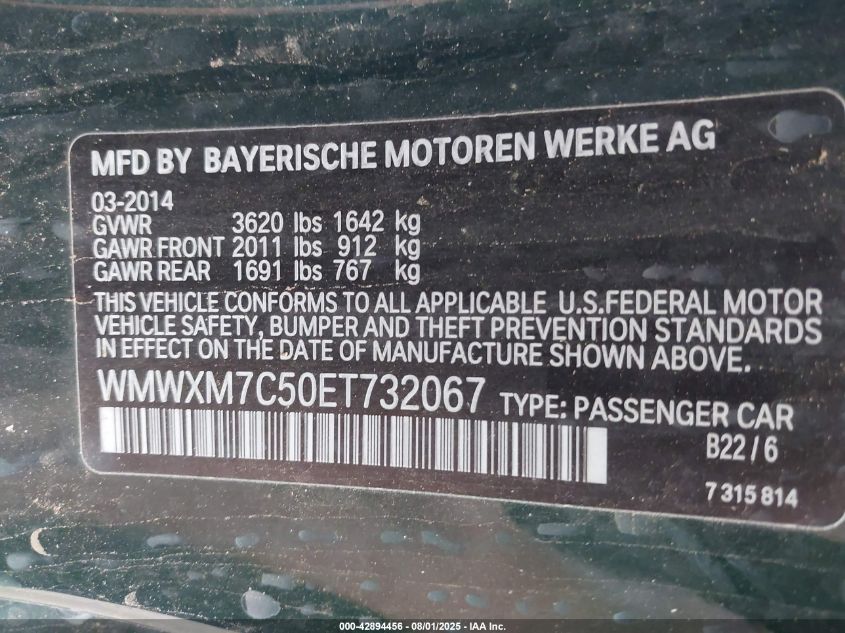 MFD BY BAYERISCHE MOTOREN WERKE AG
03-2014
GVWR 3620 lbs 1642 kg
GAWR FRONT 2011 lbs 912 kg
GAWR REAR 1691 lbs 767 kg
THIS VEHICLE CONFORMS TO ALL APPLICABLE U.S.FEDERAL MOTOR
VEHICLE SAFETY, BUMPER AND THEFT PREVENTION STANDARDS
IN EFFECT ON THE DATE OF MANUFACTURE SHOWN ABOVE.
WMWXM7C50ET732067 TYPE: PASSENGER CAR
B22/6
7 315 814
000-42894456 - 08/01/2025 - IAA Inc.